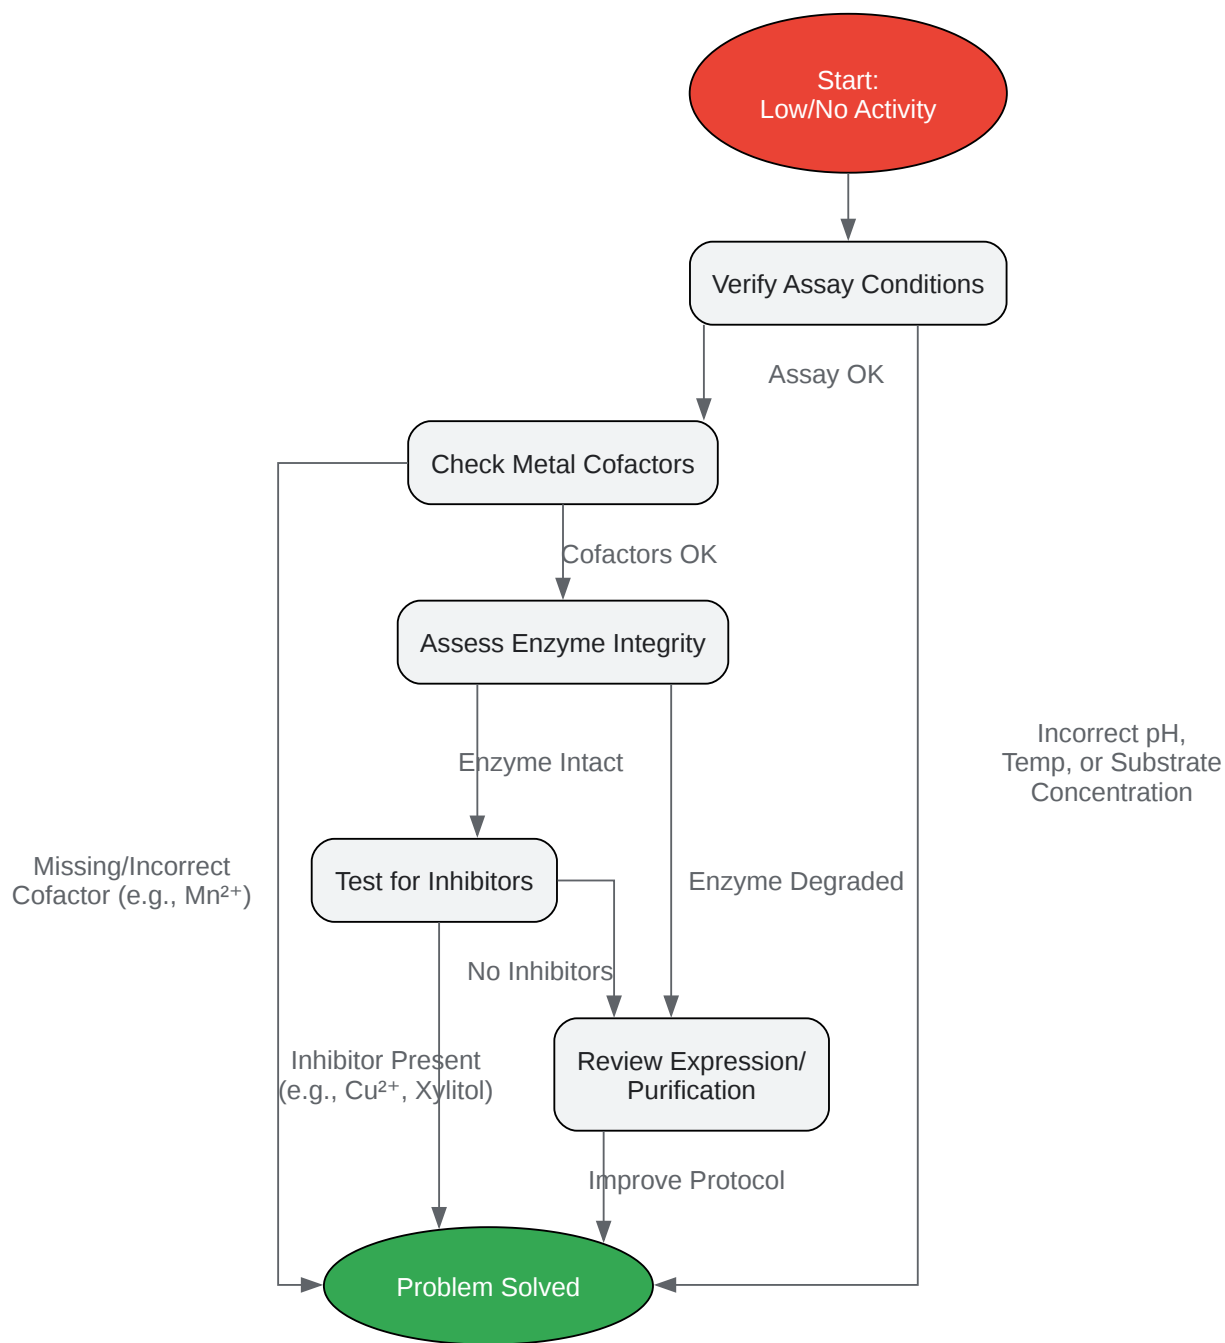 Start:
Low/No Activity
Verify Assay Conditions
Assay OK
Check Metal Cofactors
Cofactors OK
Assess Enzyme Integrity
Incorrect pH,
Temp, or Substrate
Concentration
Enzyme Intact
Missing/Incorrect
Cofactor (e.g., Mn²⁺)
Test for Inhibitors
Enzyme Degraded
No Inhibitors
Inhibitor Present
(e.g., Cu²⁺, Xylitol)
Review Expression/
Purification
Improve Protocol
Problem Solved